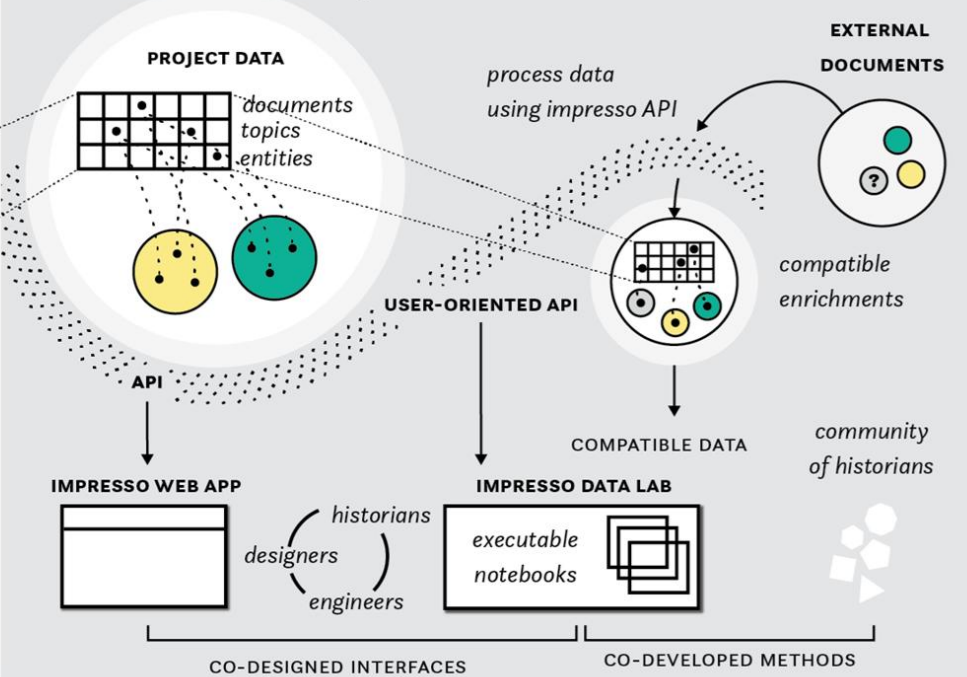 EXTERNAL
DOCUMENTS
PROJECT DATA
process data
using impresso API
documents
topics
entities
?
compatible
enrichments
USER-ORIENTED API
API
COMPATIBLE DATA
community
of historians
IMPRESSO WEB APP
IMPRESSO DATA LAB
historians
designers
engineers
executable
notebooks
CO-DESIGNED INTERFACES
CO-DEVELOPED METHODS